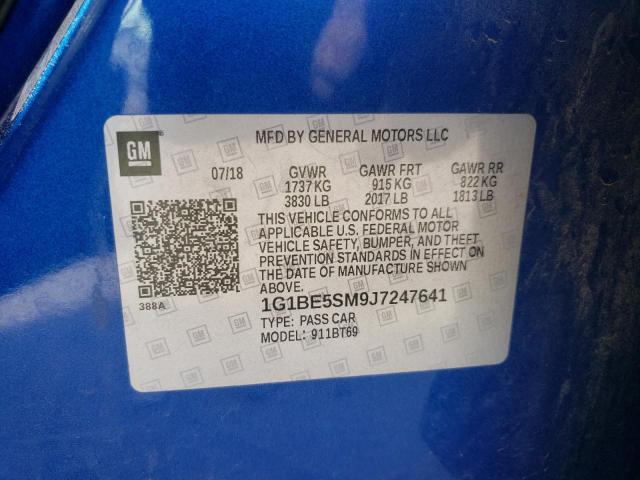 GM
MFD BY GENERAL MOTORS LLC
07/18 GVWR GAWR FRT GAWR RR
1737 KG 915 KG 822 KG
3830 LB 2017 LB 1813 LB
THIS VEHICLE CONFORMS TO ALL
APPLICABLE U.S. FEDERAL MOTOR
VEHICLE SAFETY, BUMPER, AND THEFT
PREVENTION STANDARDS IN EFFECT ON
THE DATE OF MANUFACTURE SHOWN
ABOVE.
388A
1G1BE5SM9J7247641
TYPE: PASS CAR
MODEL: 911BT69